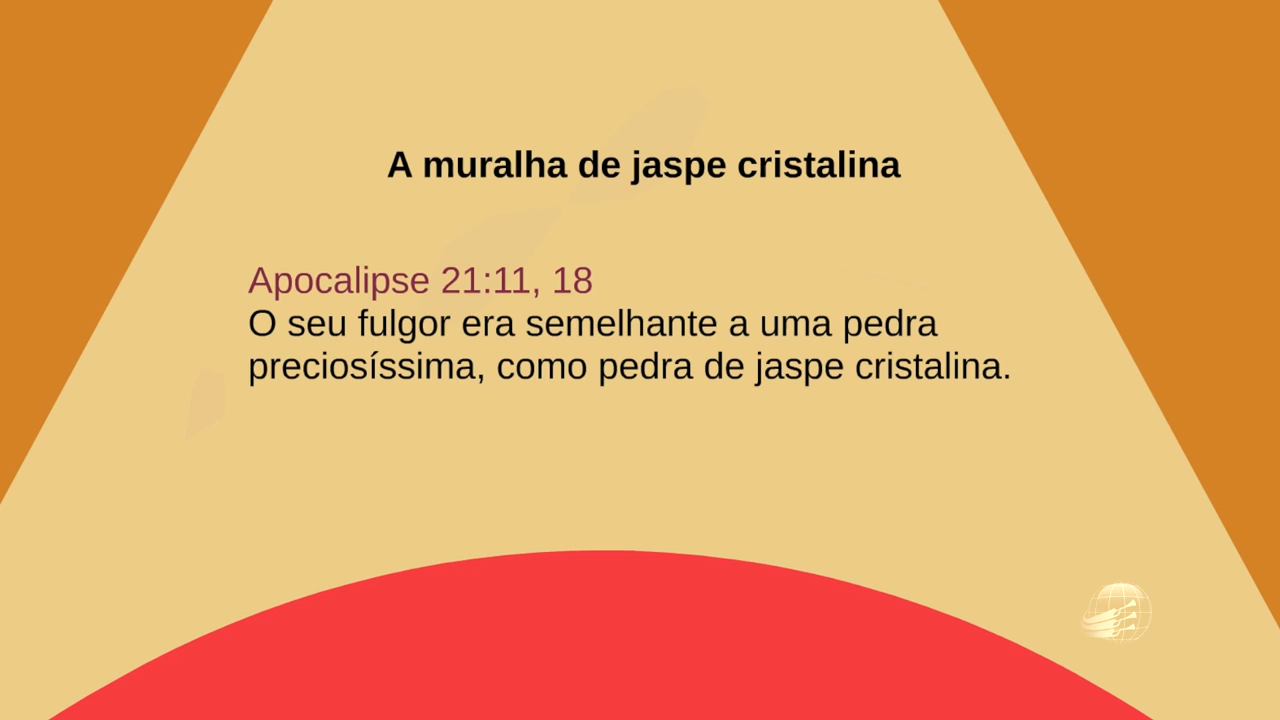 A muralha de jaspe cristalina
Apocalipse 21:11, 18
O seu fulgor era semelhante a uma pedra
preciosíssima, como pedra de jaspe cristalina.